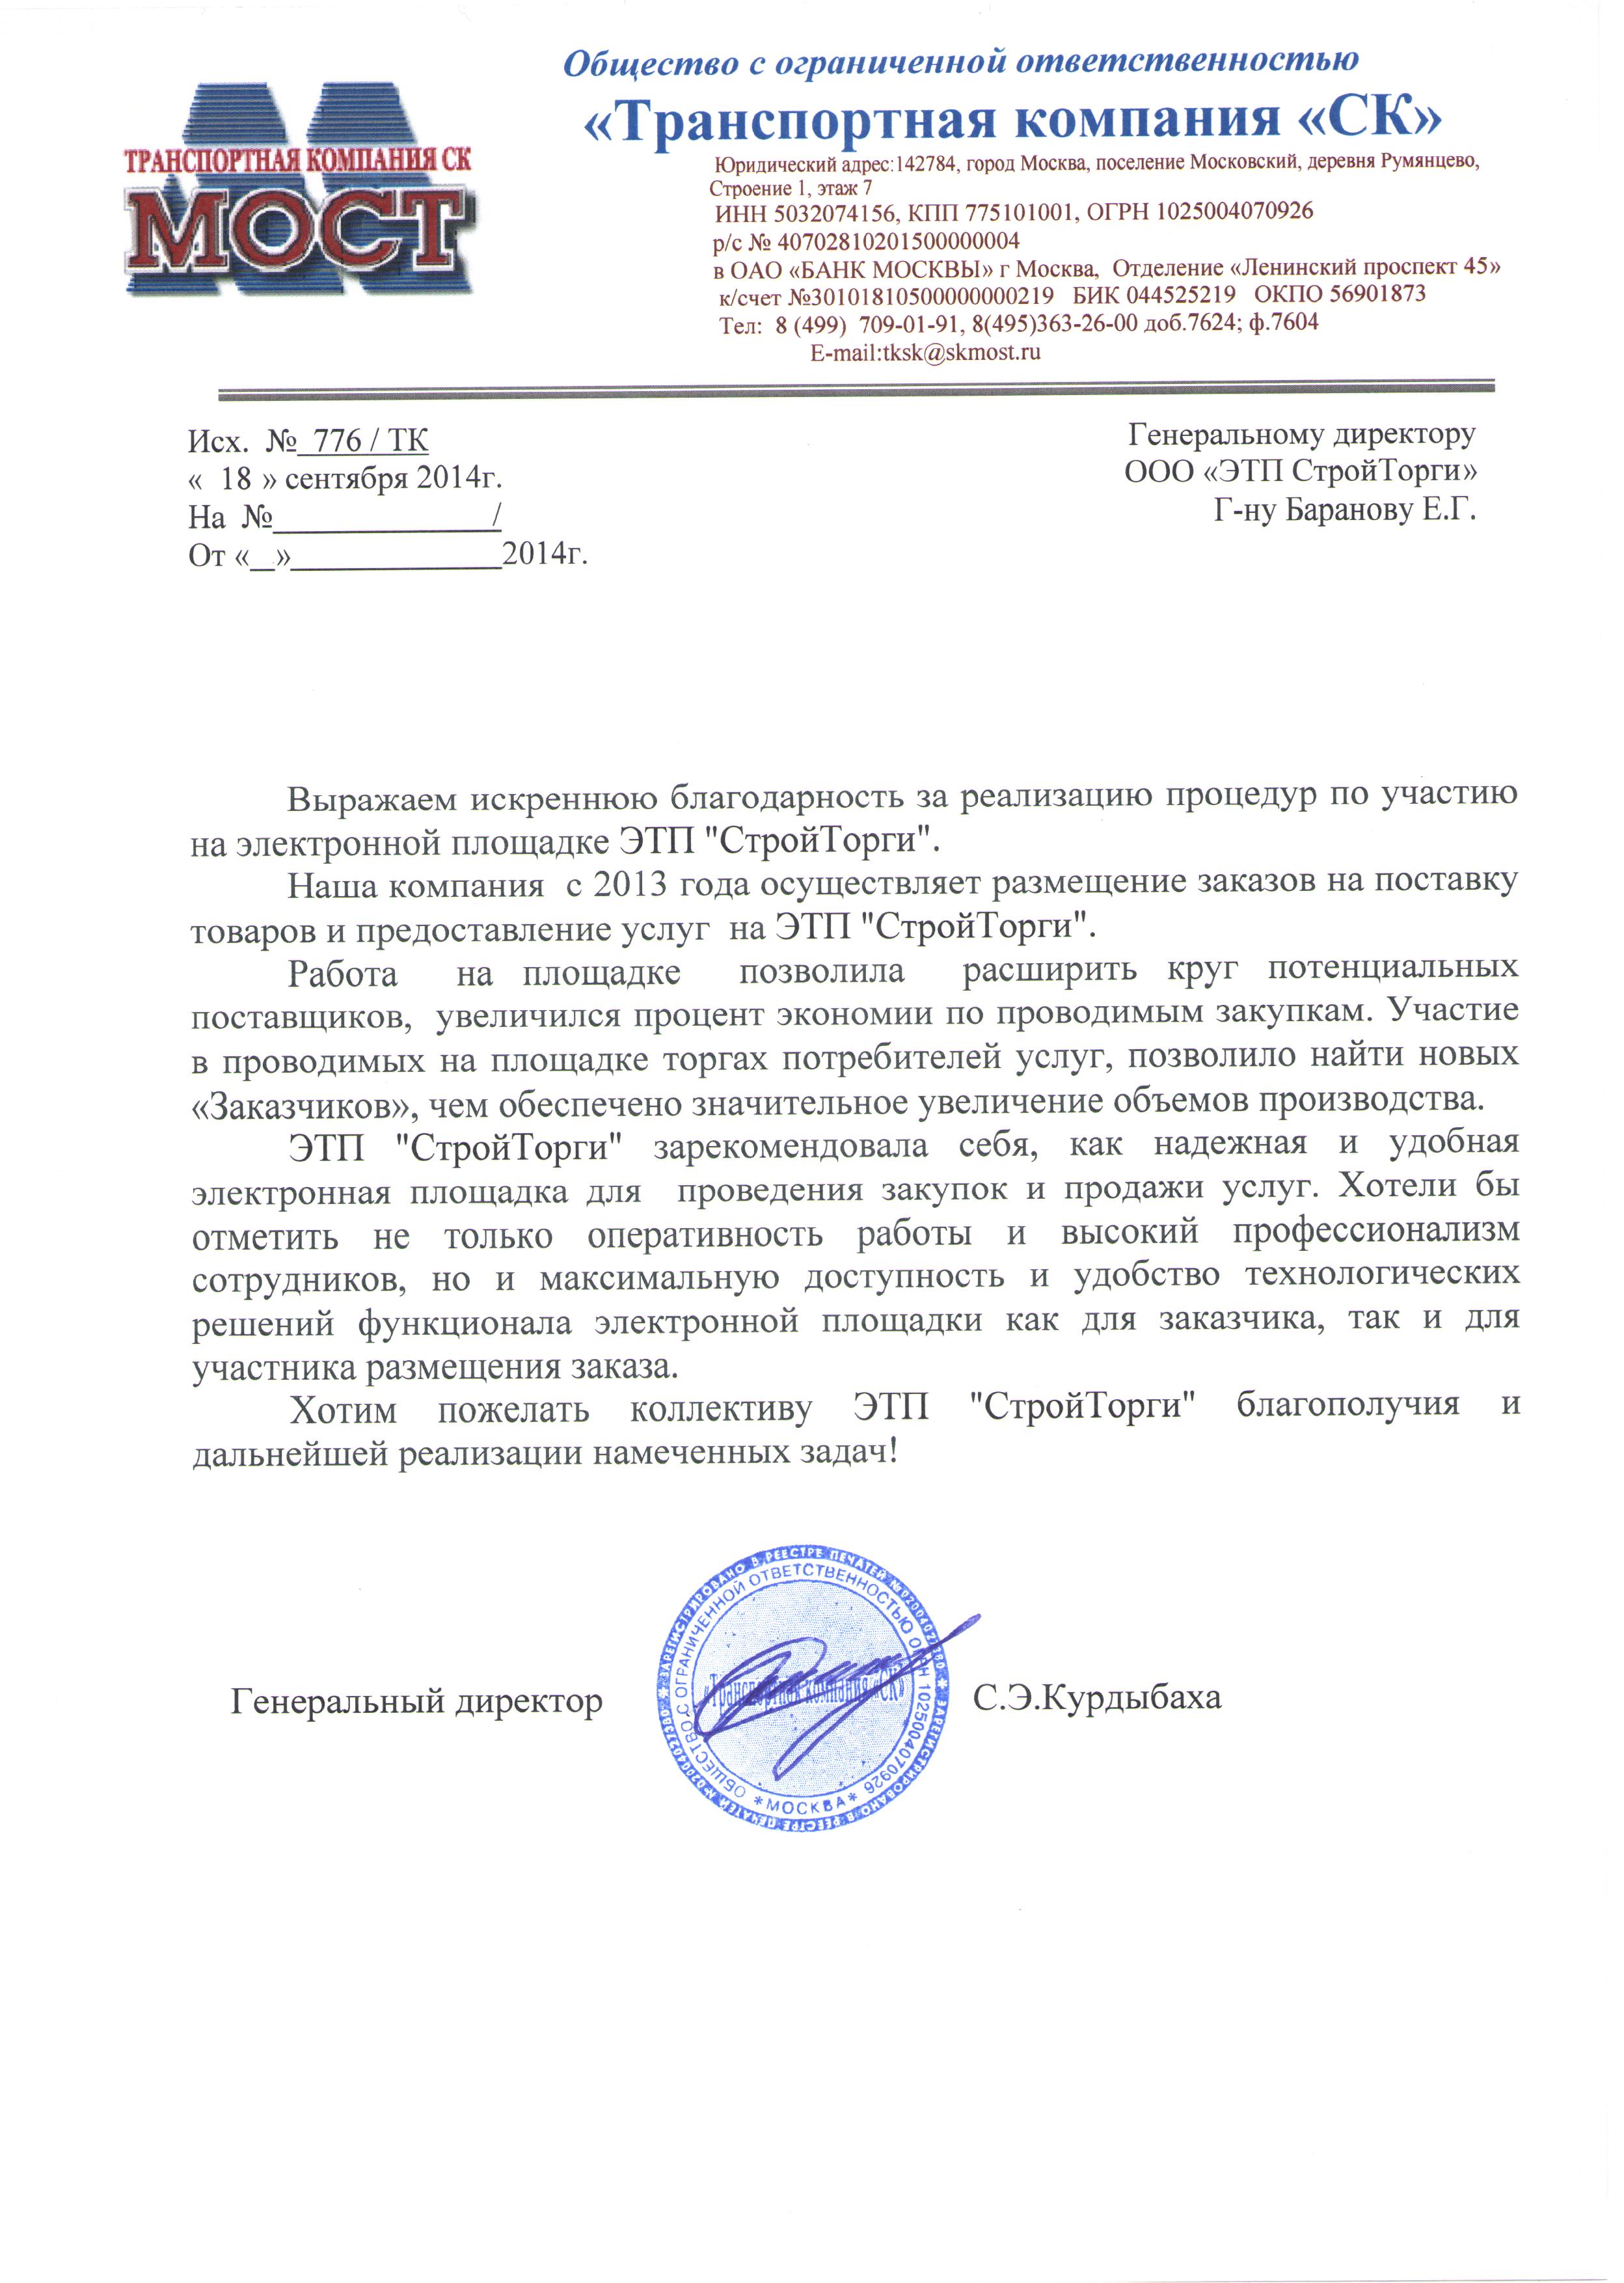 Общество с ограниченной ответственностью
«Транспортная компания «СК»
ТРАНСПОРТНАЯ КОМПАНИЯ СК
МОСТ
Юридический адрес:142784, город Москва, поселение Московский, деревня Румянцево,
Строение 1, этаж 7
ИНН 5032074156, КПП 775101001, ОГРН 1025004070926
р/с № 40702810201500000004
в ОАО «БАНК МОСКВЫ» г Москва, Отделение «Ленинский проспект 45»
к/счет №30101810500000000219 БИК 044525219 ОКПО 56901873
Тел: 8 (499) 709-01-91, 8(495)363-26-00 доб.7624; ф.7604
E-mail:tksk@skmost.ru
Исх. № 776 / ТК
« 18 » сентября 2014г.
На №_____________/
От «__»_____________2014г.
Генеральному директору
ООО «ЭТП СтройТорги»
Г-ну Баранову Е.Г.
Выражаем искреннюю благодарность за реализацию процедур по участию
на электронной площадке ЭТП "СтройТорги".
Наша компания с 2013 года осуществляет размещение заказов на поставку
товаров и предоставление услуг на ЭТП "СтройТорги".
Работа на площадке позволила расширить круг потенциальных
поставщиков, увеличился процент экономии по проводимым закупкам. Участие
в проводимых на площадке торгах потребителей услуг, позволило найти новых
«Заказчиков», чем обеспечено значительное увеличение объемов производства.
ЭТП "СтройТорги" зарекомендовала себя, как надежная и удобная
электронная площадка для проведения закупок и продажи услуг. Хотели бы
отметить не только оперативность работы и высокий профессионализм
сотрудников, но и максимальную доступность и удобство технологических
решений функционала электронной площадки как для заказчика, так и для
участника размещения заказа.
Хотим пожелать коллективу ЭТП "СтройТорги" благополучия и
дальнейшей реализации намеченных задач!
Генеральный директор
С.Э.Курдыбаха
ЗАРЕГИСТРИРОВАНО В РЕЕСТРЕ ПЕЧАТЕЙ
ОБЩЕСТВО С ОГРАНИЧЕННОЙ ОТВЕТСТВЕННОСТЬЮ ОГРН 1025004070926
«Транспортная компания «СК»
* МОСКВА *